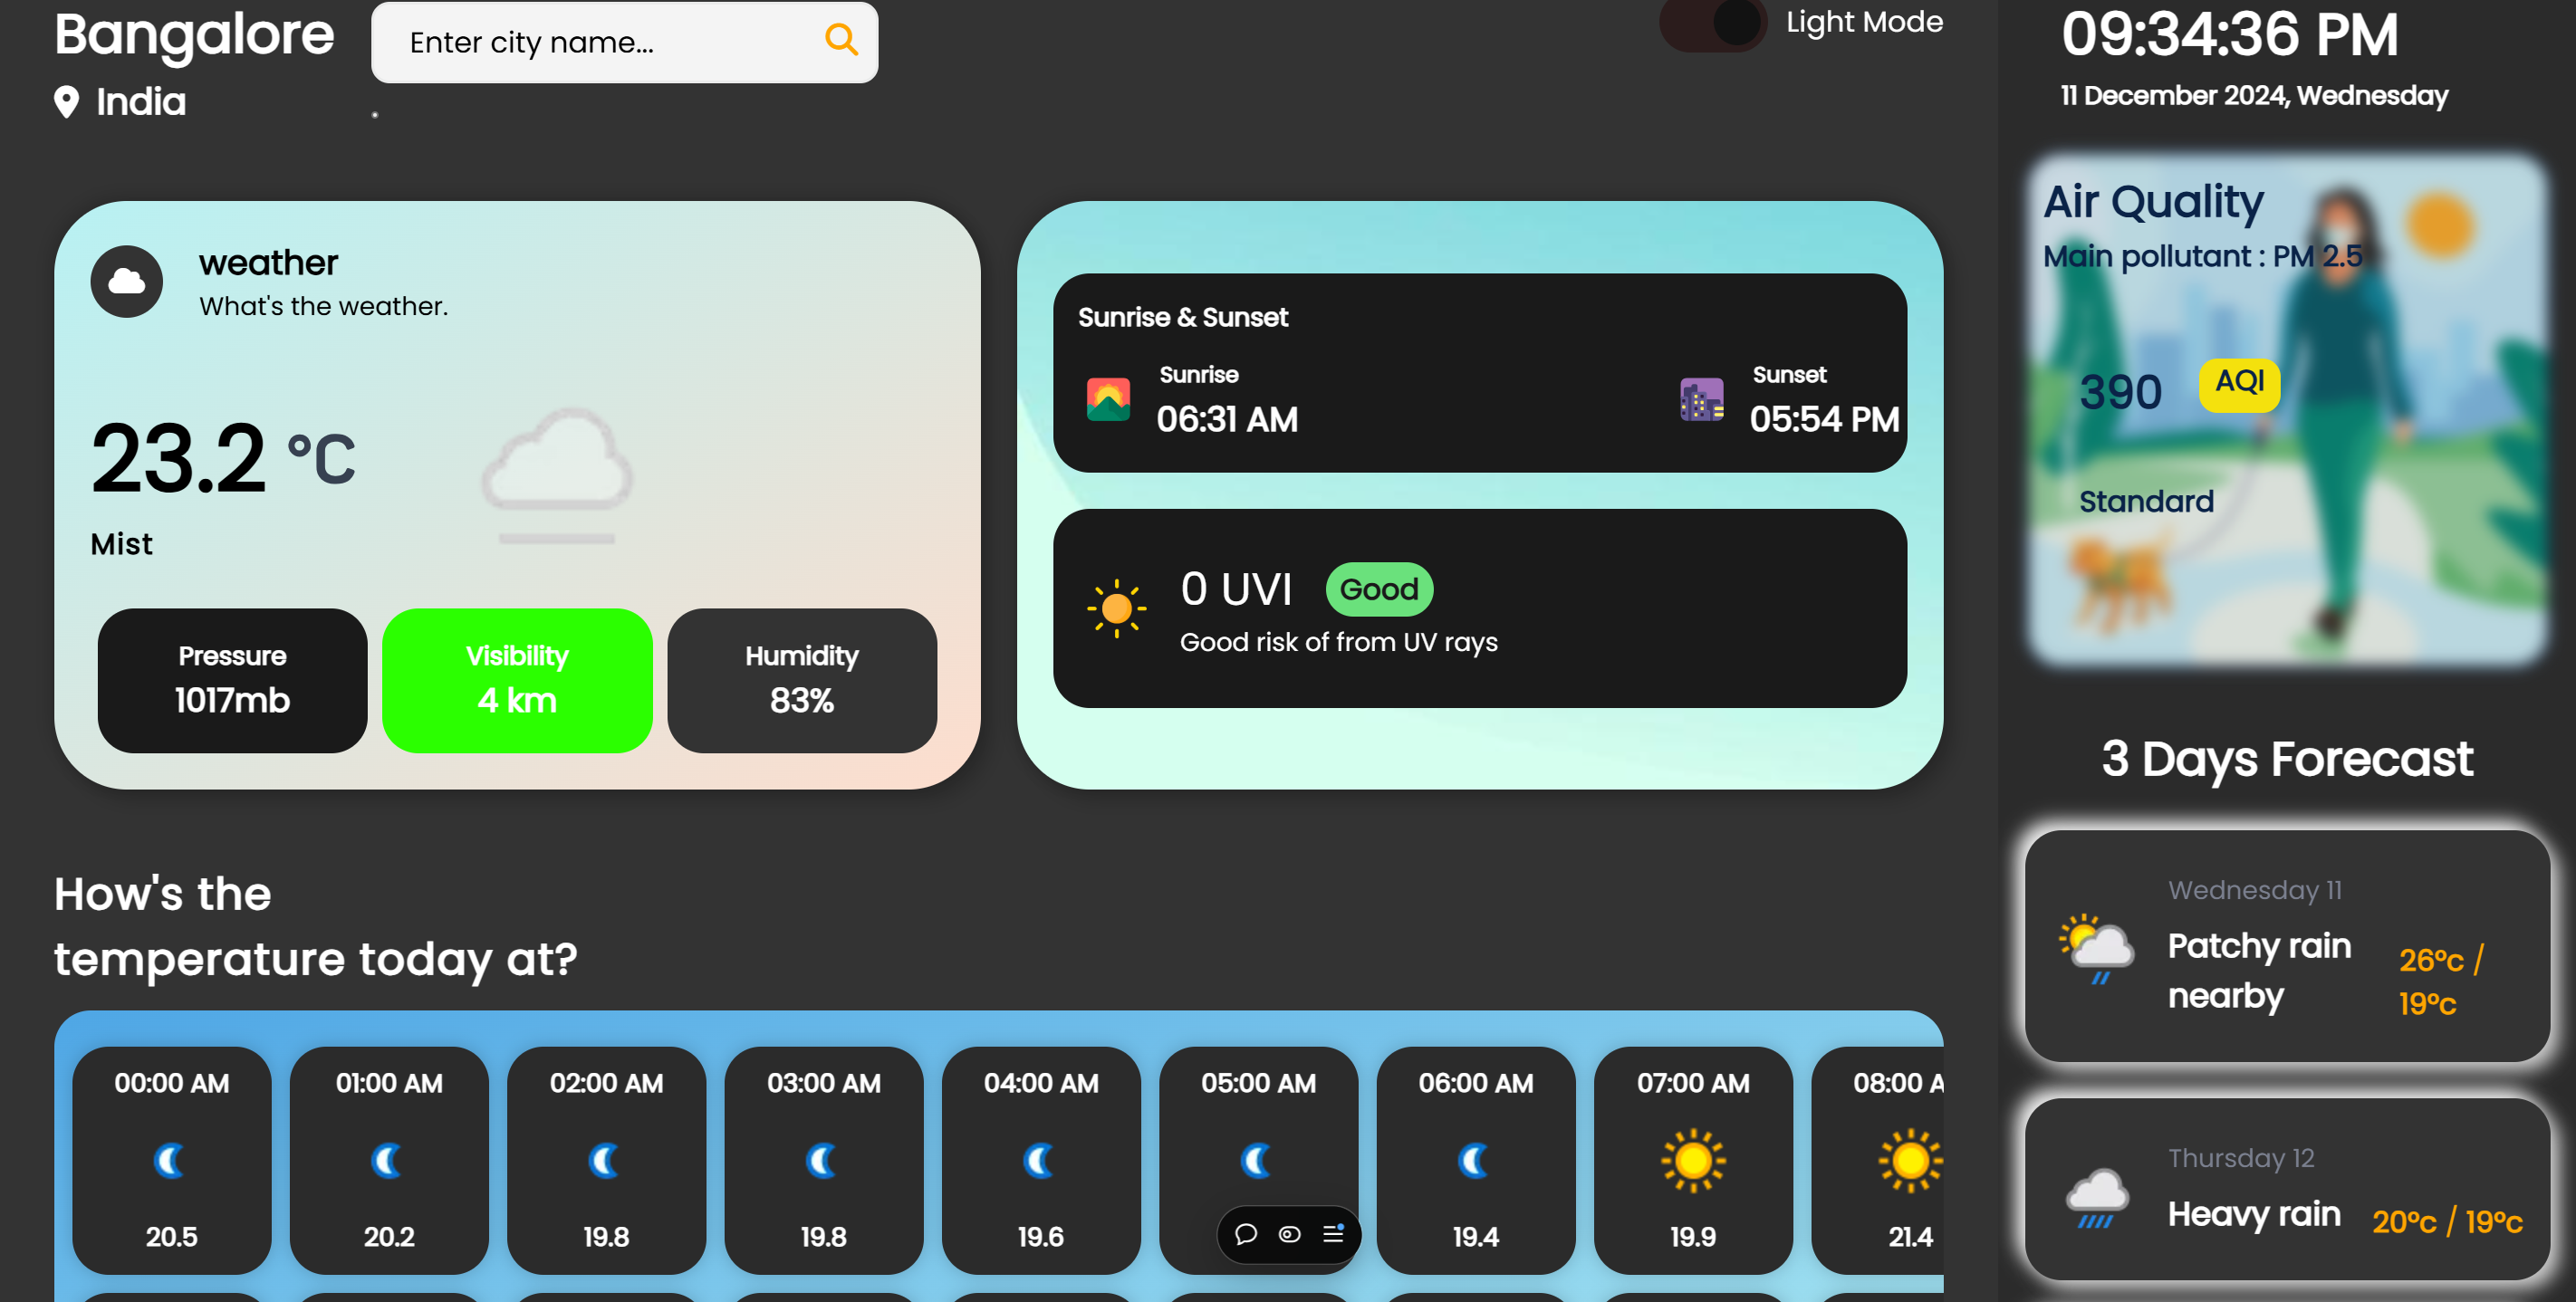 Bangalore
India
Enter city name...
Light Mode
09:34:36 PM
11 December 2024, Wednesday
weather
What's the weather.
23.2 °C
Mist
Pressure
1017mb
Visibility
4 km
Humidity
83%
Sunrise & Sunset
Sunrise
06:31 AM
Sunset
05:54 PM
0 UVI
Good
Good risk of from UV rays
Air Quality
Main pollutant : PM 2.5
390
AQI
Standard
3 Days Forecast
Wednesday 11
Patchy rain
nearby
26°c /
19°c
Thursday 12
Heavy rain
20°c / 19°c
How's the
temperature today at?
00:00 AM
20.5
01:00 AM
20.2
02:00 AM
19.8
03:00 AM
19.8
04:00 AM
19.6
05:00 AM
06:00 AM
19.4
07:00 AM
19.9
08:00 A
21.4